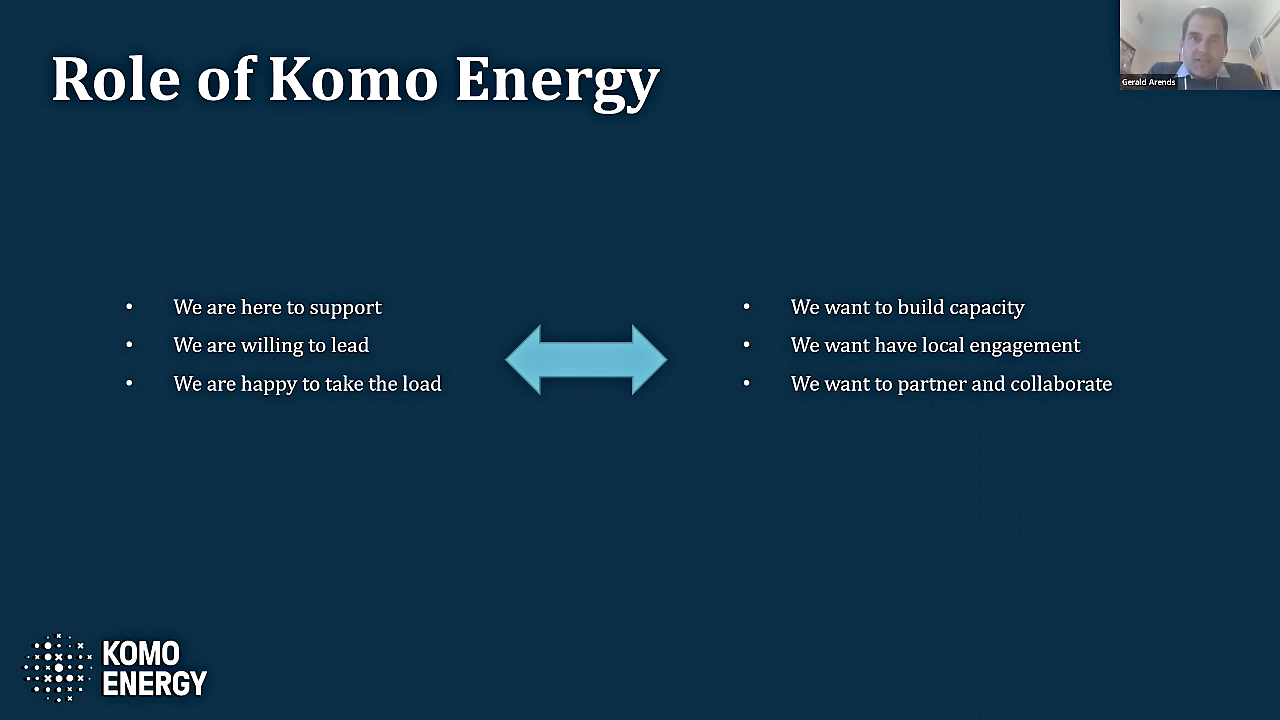 Role of Komo Energy
Gerald Arends
• We are here to support
• We are willing to lead
• We are happy to take the load
• We want to build capacity
• We want have local engagement
• We want to partner and collaborate
KOMO
ENERGY